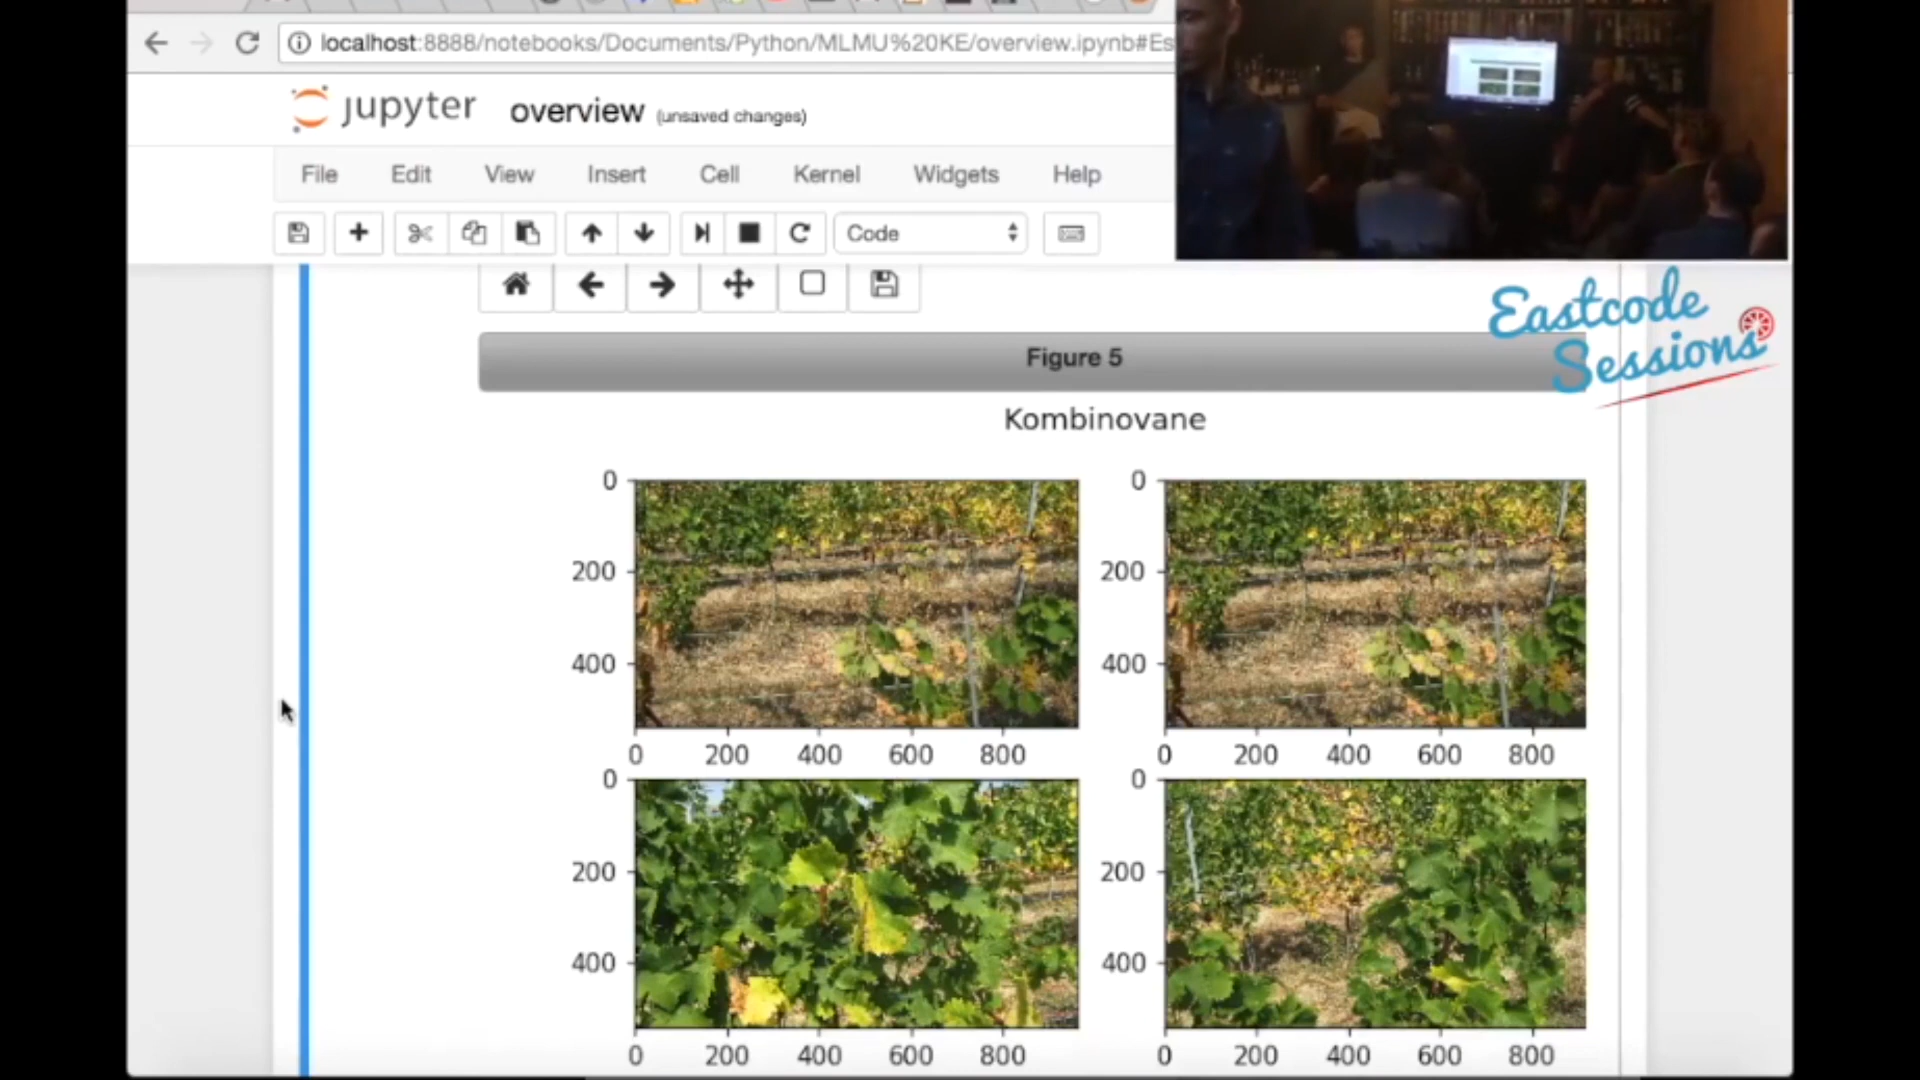 localhost:8888/notebooks/Documents/Python/MLMU%20KE/overview.ipynb#Es
jupyter overview (unsaved changes)
File Edit View Insert Cell Kernel Widgets Help
Code
Eastcode
Sessions
Figure 5
Kombinovane
0 0
200 200
400 400
0 200 400 600 800 0 200 400 600 800
0 0
200 200
400 400
0 200 400 600 800 0 200 400 600 800